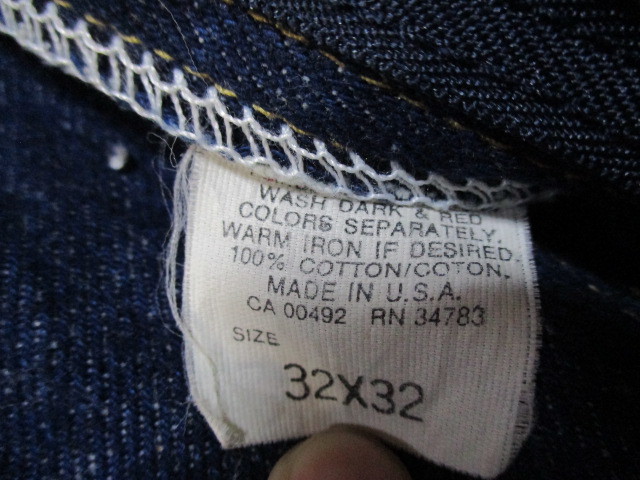 WASH DARK & RED
COLORS SEPARATELY.
WARM IRON IF DESIRED.
100% COTTON/COTON.
MADE IN U.S.A.
CA 00492 RN 34783
SIZE
32X32